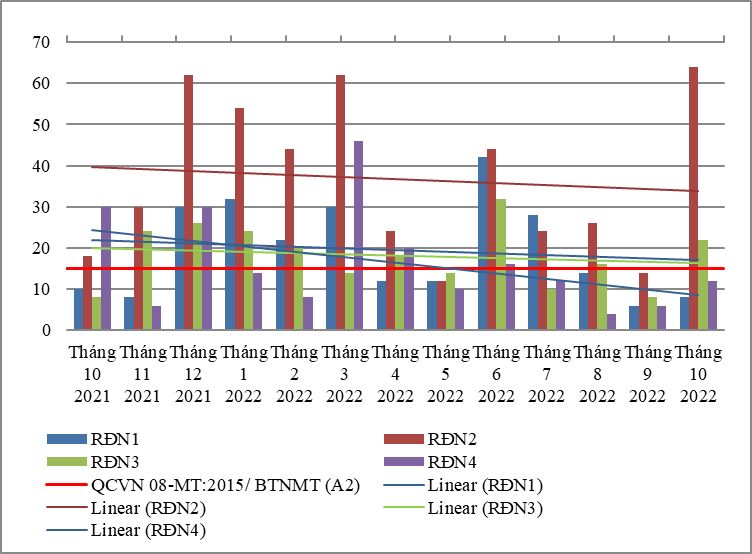 70
60
50
40
30
20
10
0
Tháng Tháng Tháng Tháng Tháng Tháng Tháng Tháng Tháng Tháng Tháng Tháng Tháng
10 11 12 1 2 3 4 5 6 7 8 9 10
2021 2021 2021 2022 2022 2022 2022 2022 2022 2022 2022 2022 2022
RĐN1 RĐN2
RĐN3 RĐN4
QCVN 08-MT:2015/ BTNMT (A2) Linear (RĐN1)
Linear (RĐN2) Linear (RĐN3)
Linear (RĐN4)